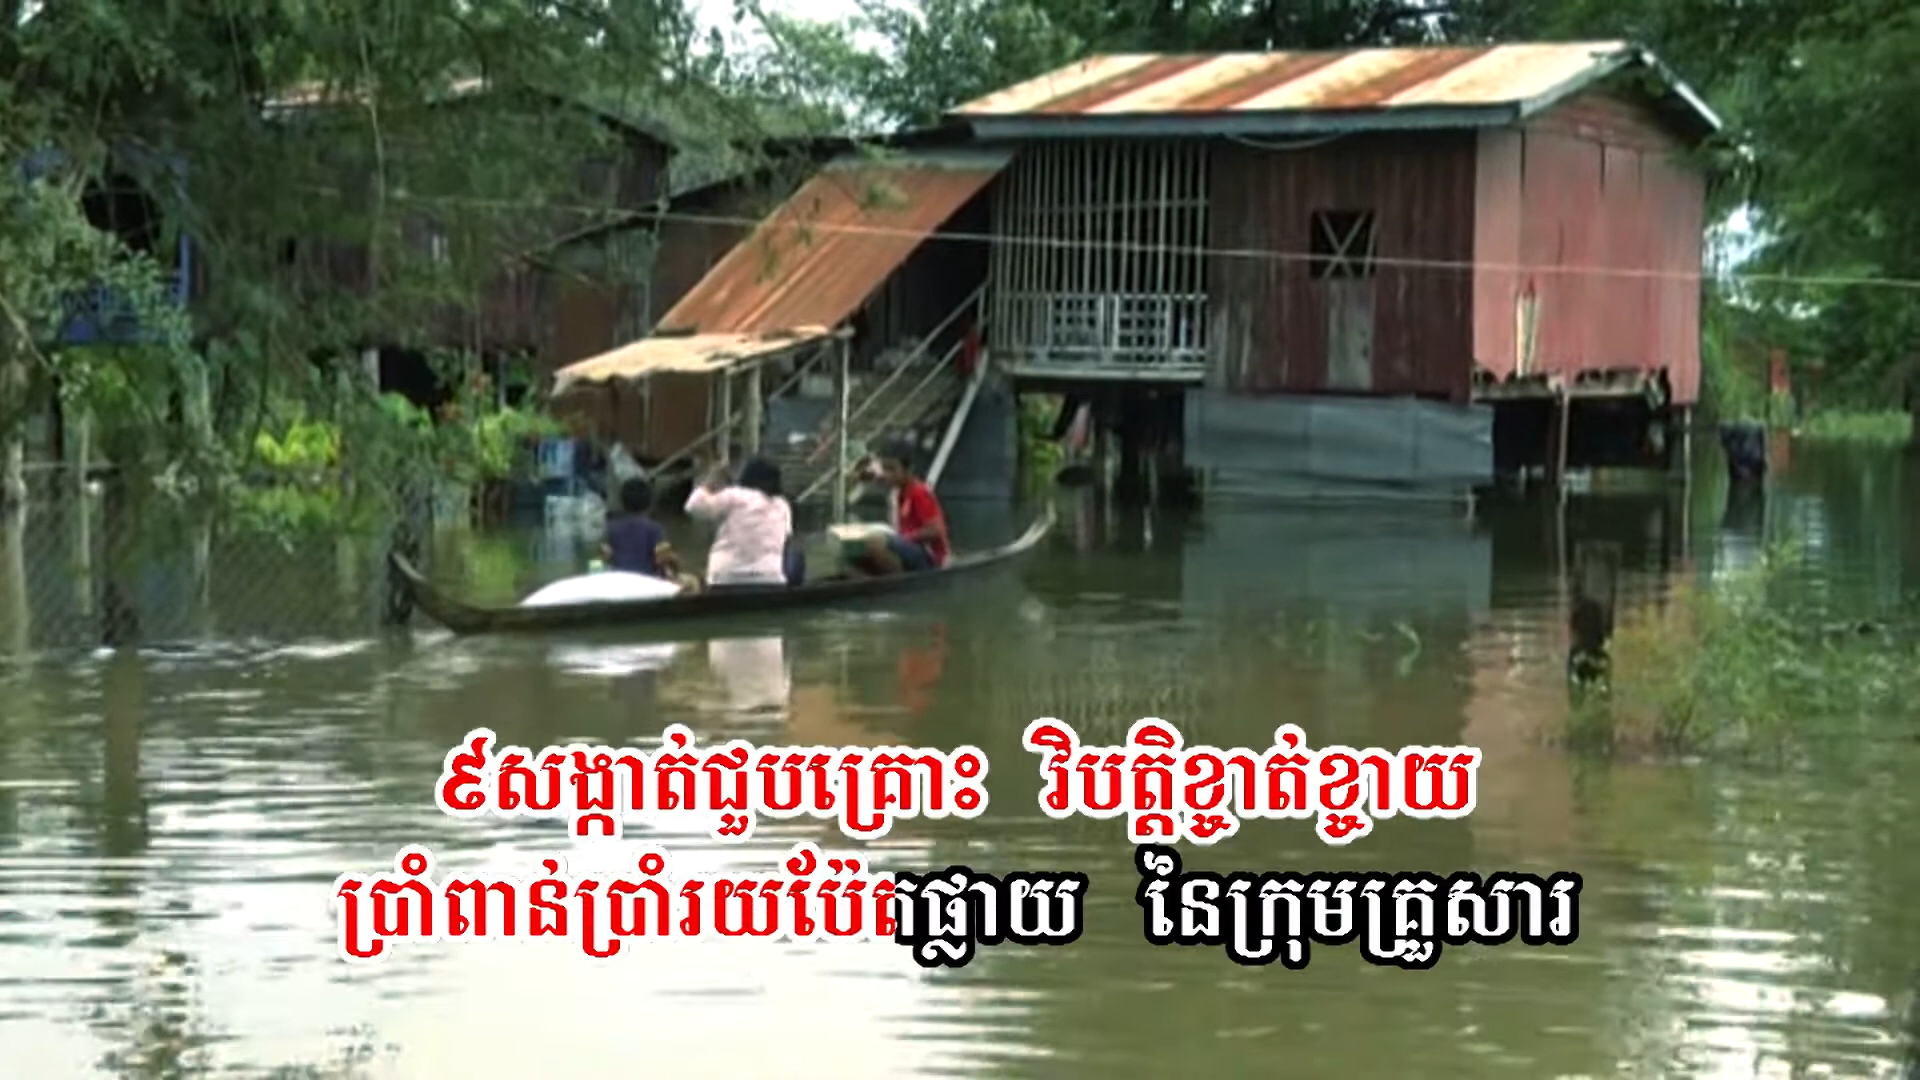 ៩សង្កាត់ជួបគ្រោះ វិបត្តិខ្ចាត់ខ្ចាយ
ប្រាំពាន់ប្រាំរយប៉ែតផ្លាយ នៃក្រុមគ្រួសារ